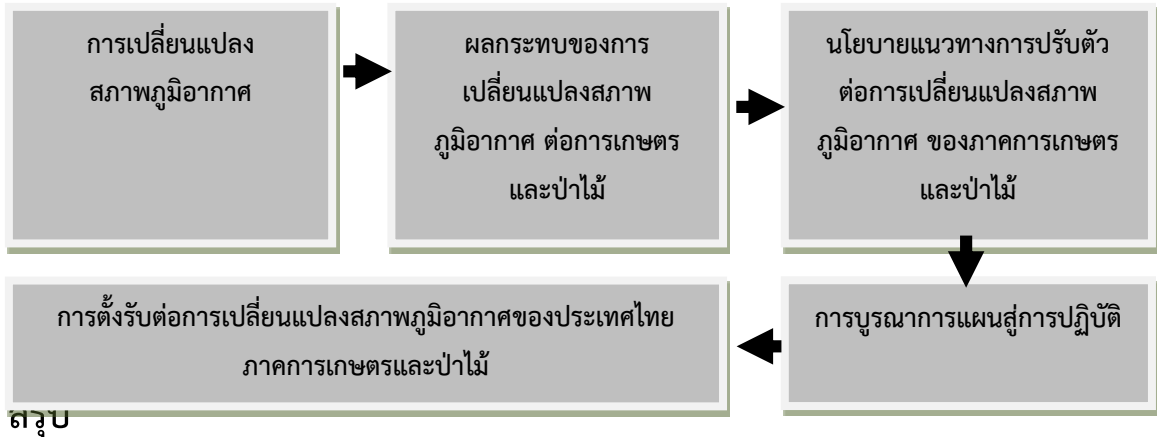 การเปลี่ยนแปลง
สภาพภูมิอากาศ
ผลกระทบของการ
เปลี่ยนแปลงสภาพ
ภูมิอากาศ ต่อการเกษตร
และป่าไม้
นโยบายแนวทางการปรับตัว
ต่อการเปลี่ยนแปลงสภาพ
ภูมิอากาศ ของภาคการเกษตร
และป่าไม้
การบูรณาการแผนสู่การปฏิบัติ
การตั้งรับต่อการเปลี่ยนแปลงสภาพภูมิอากาศของประเทศไทย
ภาคการเกษตรและป่าไม้
สรุป